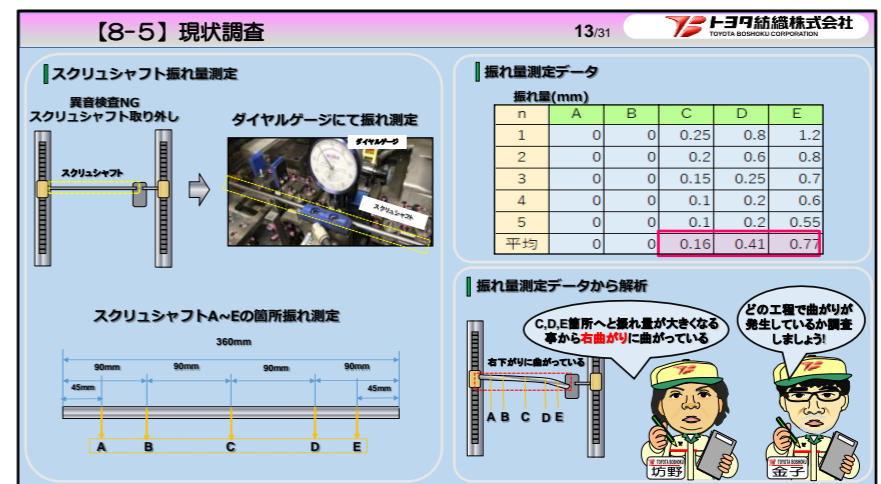 【8-5】現状調査
13/31
トヨタ紡織株式会社
TOYOTA BOSHOKU CORPORATION
スクリュシャフト振れ量測定
異音検査NG
スクリュシャフト取り外し
スクリュシャフト
ダイヤルゲージにて振れ測定
ダイヤルゲージ
スクリュシャフト
スクリュシャフトA~Eの箇所振れ測定
360mm
90mm 90mm 90mm 90mm
45mm 45mm
A B C D E
振れ量測定データ
振れ量(mm)
n A B C D E
1 0 0 0.25 0.8 1.2
2 0 0 0.2 0.6 0.8
3 0 0 0.15 0.25 0.7
4 0 0 0.1 0.2 0.6
5 0 0 0.1 0.2 0.55
平均 0 0 0.16 0.41 0.77
振れ量測定データから解析
C,D,E箇所へと振れ量が大きくなる
事から右曲がりに曲がっている
どの工程で曲がりが
発生しているか調査
しましょう!
右下がりに曲がっている
A B C D E
TOYOTA BOSHOKU
坊野
TOYOTA BOSHOKU
金子